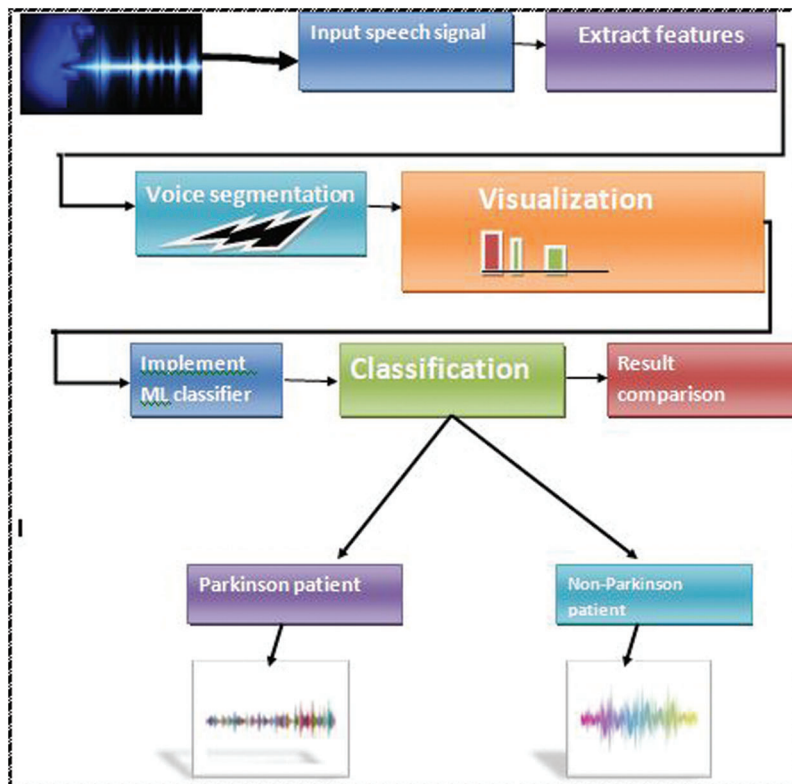 Input speech signal
Extract features
Voice segmentation
Visualization
Implement
ML classifier
Classification
Result
comparison
Parkinson patient
Non-Parkinson
patient